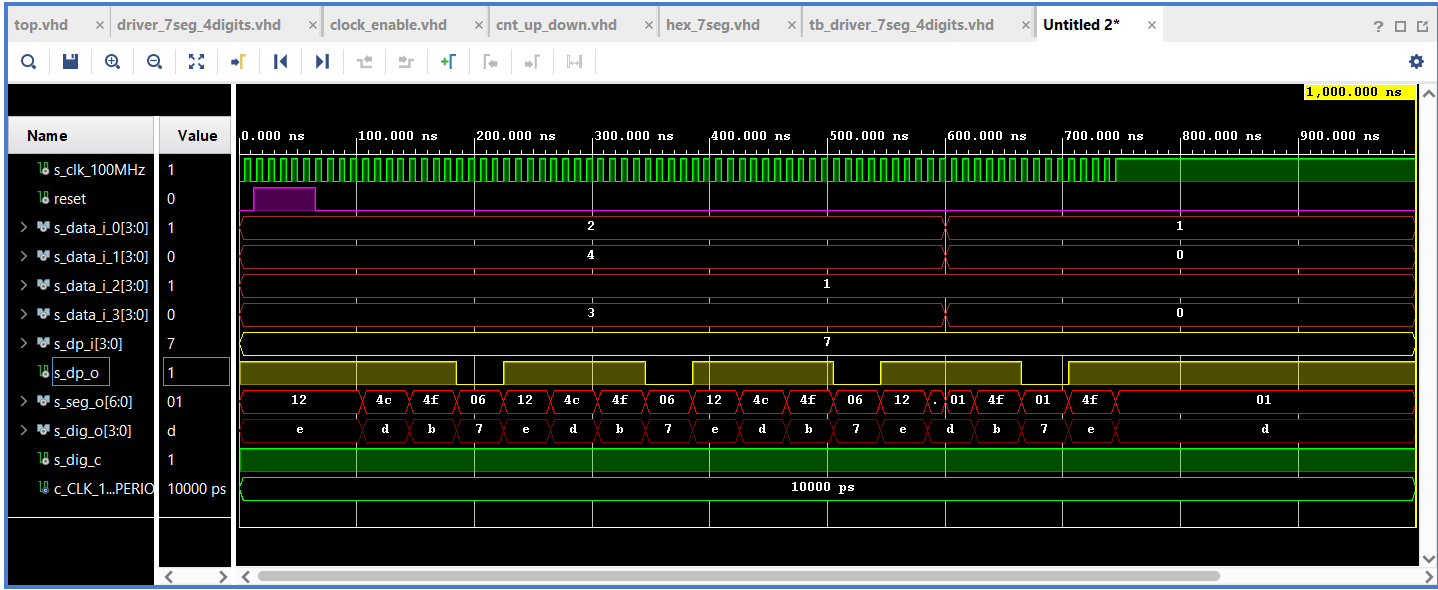 top.vhd × driver_7seg_4digits.vhd × clock_enable.vhd × cnt_up_down.vhd × hex_7seg.vhd × tb_driver_7seg_4digits.vhd × Untitled 2* ×
1,000.000 ns
Name Value 0.000 ns 100.000 ns 200.000 ns 300.000 ns 400.000 ns 500.000 ns 600.000 ns 700.000 ns 800.000 ns 900.000 ns
s_clk_100MHz 1
reset 0
s_data_i_0[3:0] 1 2 1
s_data_i_1[3:0] 0 4 0
s_data_i_2[3:0] 1 1
s_data_i_3[3:0] 0 3 0
s_dp_i[3:0] 7 7
s_dp_o 1
s_seg_o[6:0] 01 12 4c 4f 06 12 4c 4f 06 12 4c 4f 06 12 . 01 4f 01 4f 01
s_dig_o[3:0] d e d b 7 e d b 7 e d b 7 e d b 7 e d
s_dig_c 1
c_CLK_1...PERIO 10000 ps 10000 ps